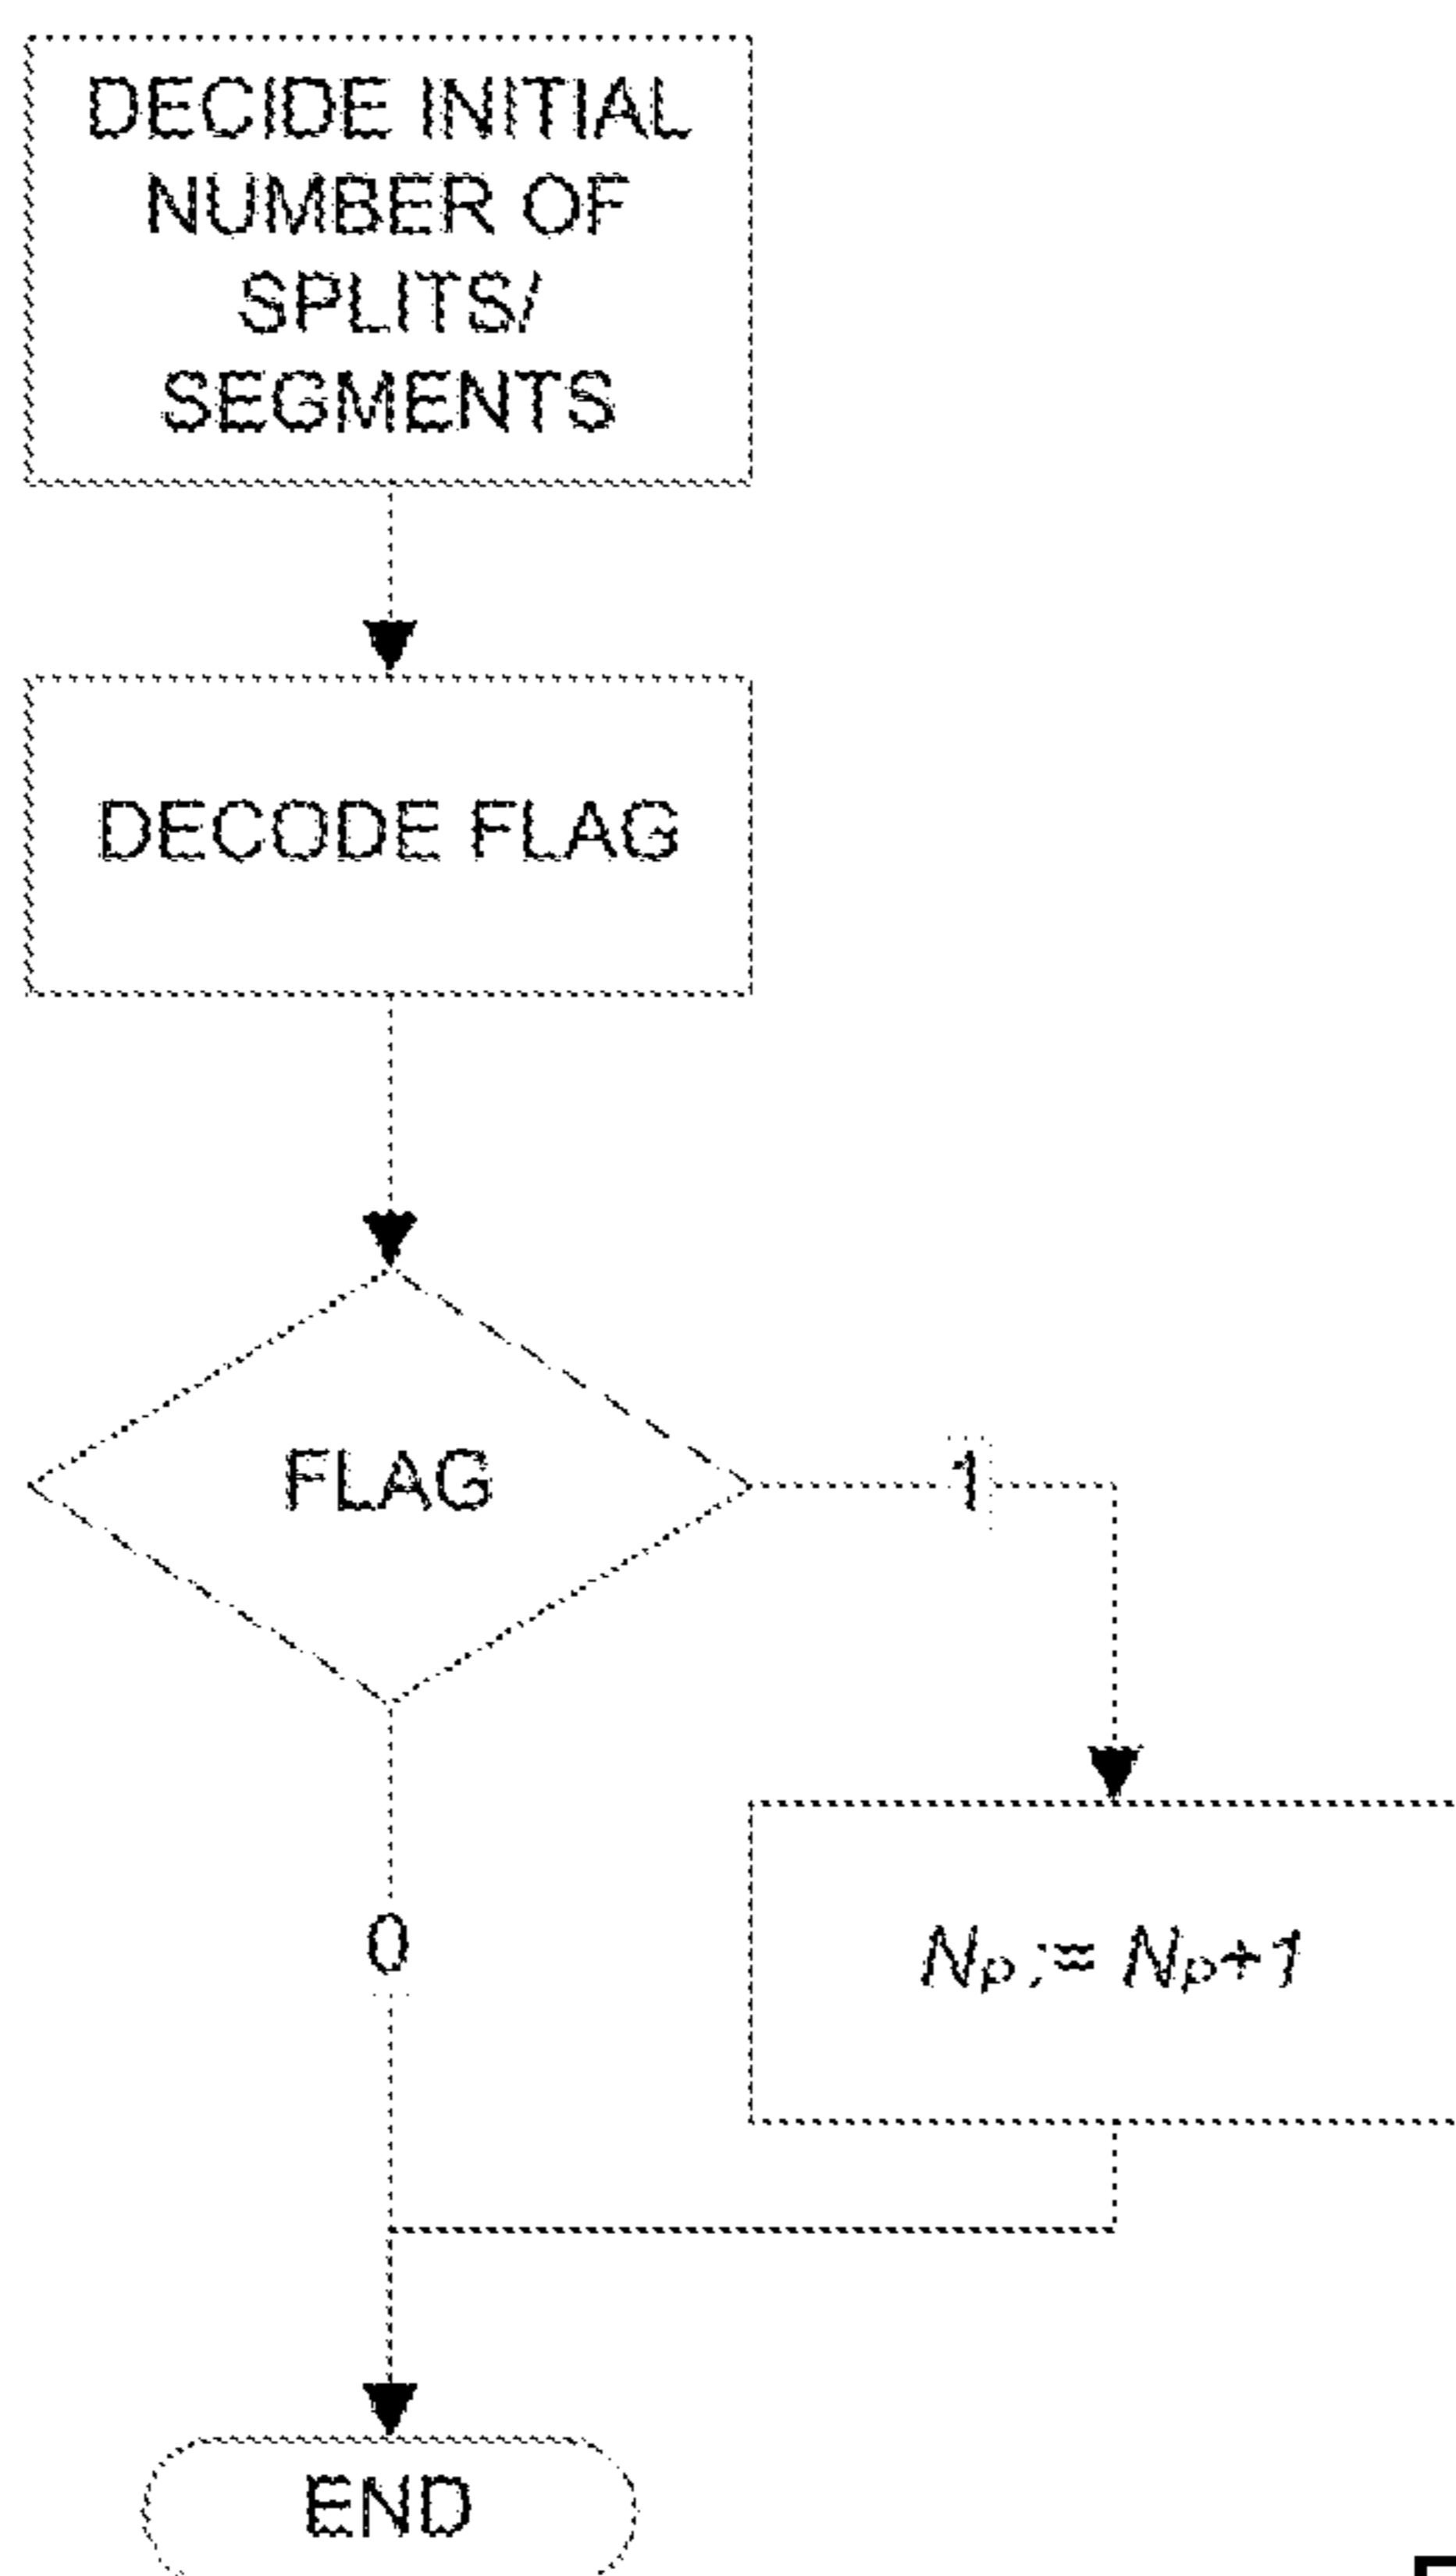 DECIDE INITIAL
NUMBER OF
SPLITS/
SEGMENTS
DECODE FLAG
FLAG
1
0
Np := Np+1
END